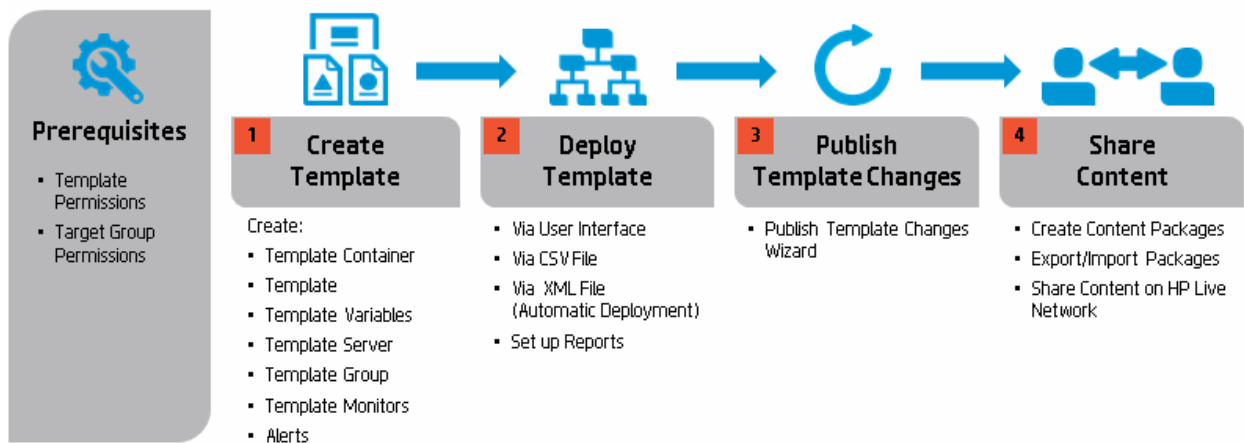 Prerequisites
▪ Template
Permissions
▪ Target Group
Permissions
1
Create
Template
Create:
▪ Template Container
▪ Template
▪ Template Variables
▪ Template Server
▪ Template Group
▪ Template Monitors
▪ Alerts
2
Deploy
Template
▪ Via User Interface
▪ Via CSV File
▪ Via XML File
(Automatic Deployment)
▪ Set up Reports
3
Publish
Template Changes
▪ Publish Template Changes
Wizard
4
Share
Content
▪ Create Content Packages
▪ Export/Import Packages
▪ Share Content on HP Live
Network